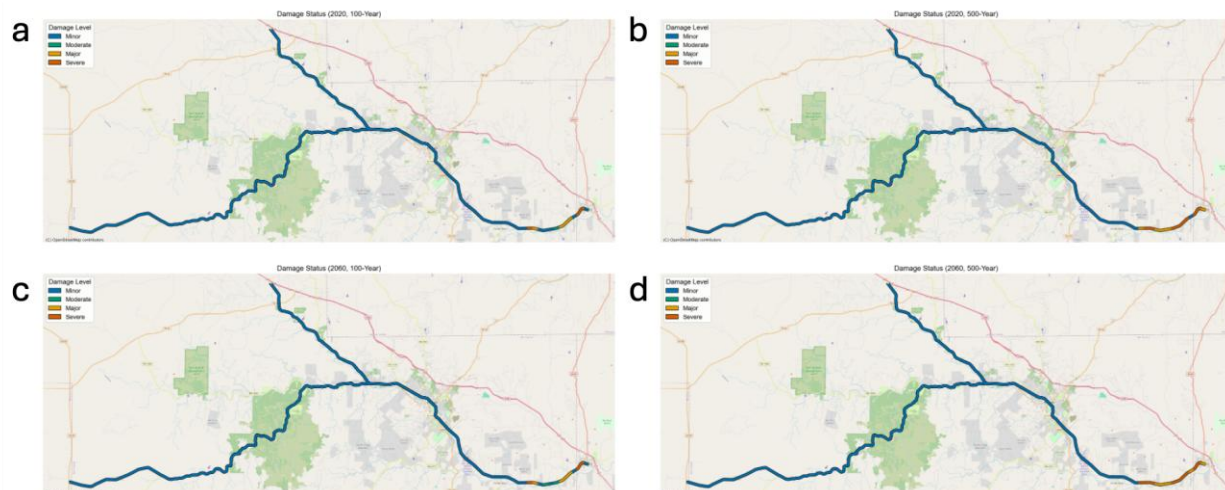 a
Damage Status (2020, 100-Year)
Damage Level
Minor
Moderate
Major
Severe
(C) OpenStreetMap contributors
b
Damage Status (2020, 500-Year)
Damage Level
Minor
Moderate
Major
Severe
(C) OpenStreetMap contributors
c
Damage Status (2060, 100-Year)
Damage Level
Minor
Moderate
Major
Severe
d
Damage Status (2060, 500-Year)
Damage Level
Minor
Moderate
Major
Severe